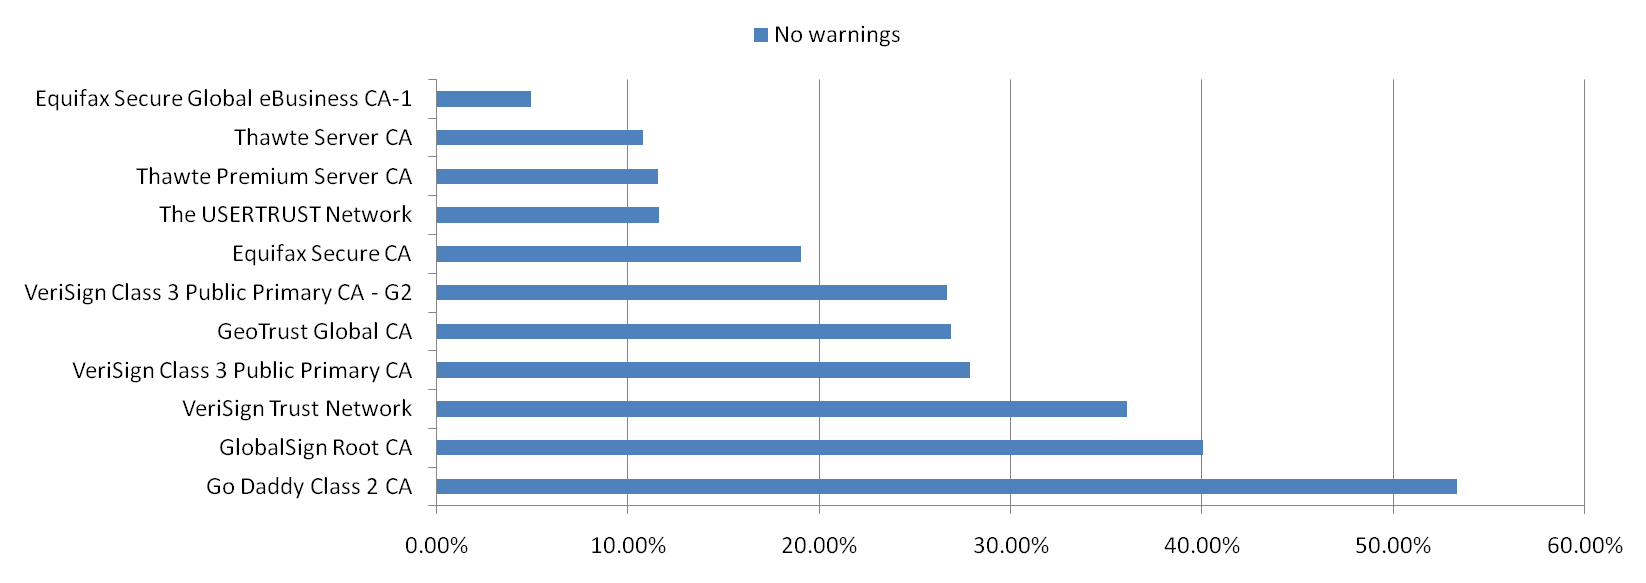 No warnings
Equifax Secure Global eBusiness CA-1
Thawte Server CA
Thawte Premium Server CA
The USERTRUST Network
Equifax Secure CA
VeriSign Class 3 Public Primary CA - G2
GeoTrust Global CA
VeriSign Class 3 Public Primary CA
VeriSign Trust Network
GlobalSign Root CA
Go Daddy Class 2 CA
0.00% 10.00% 20.00% 30.00% 40.00% 50.00% 60.00%